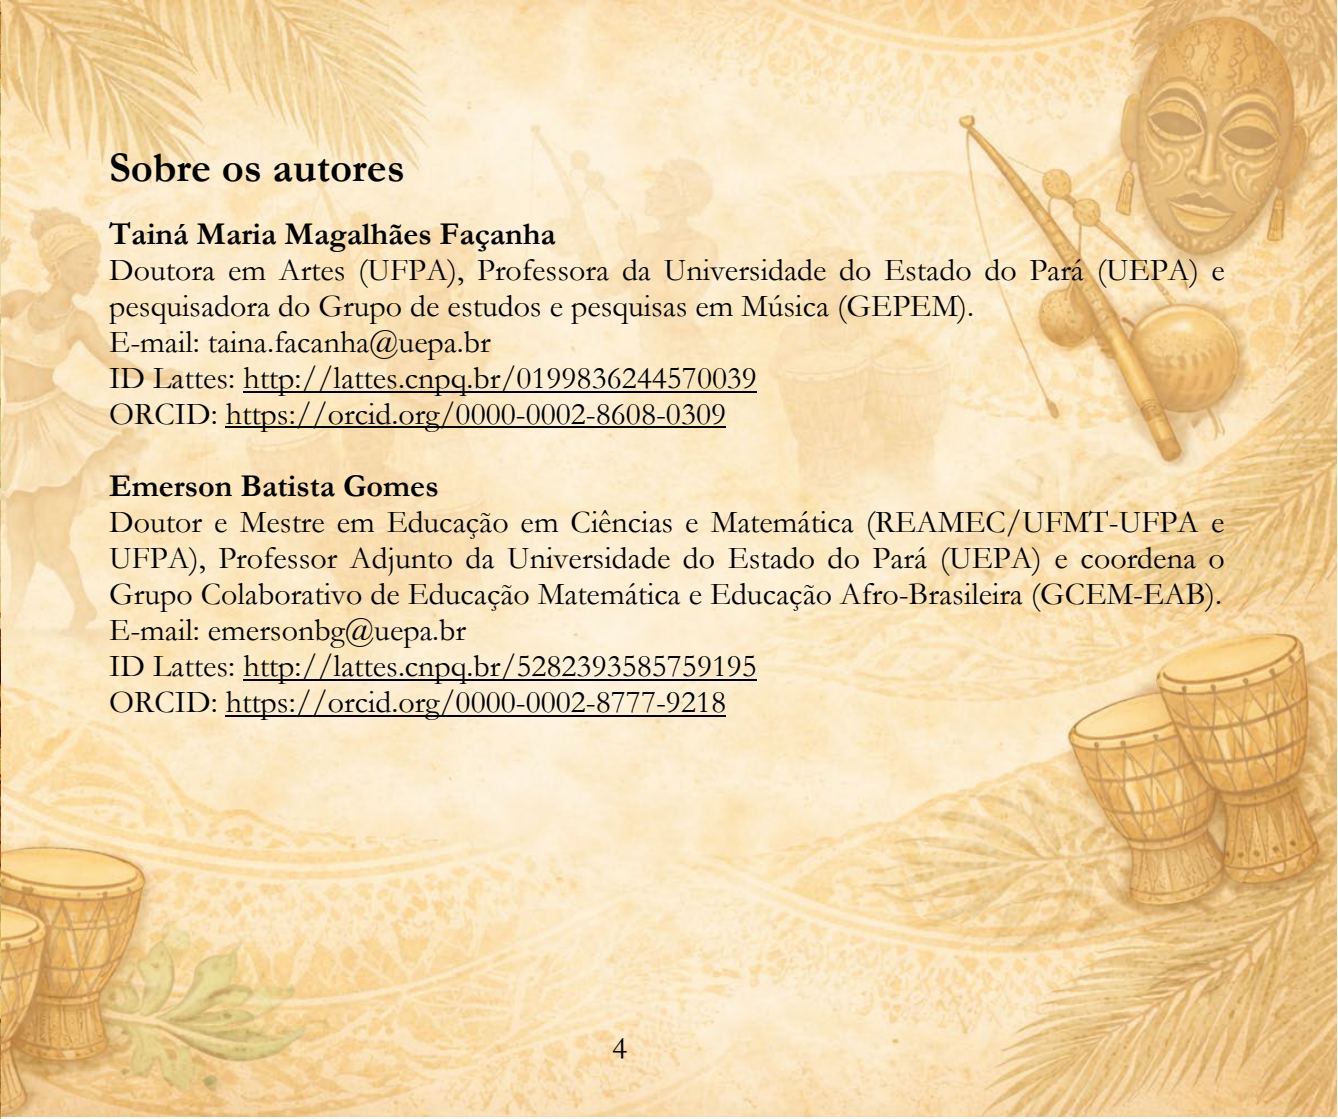 Sobre os autores
Tainá Maria Magalhães Façanha
Doutora em Artes (UFPA), Professora da Universidade do Estado do Pará (UEPA) e
pesquisadora do Grupo de estudos e pesquisas em Música (GEPEM).
E-mail: taina.facanha@uepa.br
ID Lattes: http://lattes.cnpq.br/0199836244570039
ORCID: https://orcid.org/0000-0002-8608-0309
Emerson Batista Gomes
Doutor e Mestre em Educação em Ciências e Matemática (REAMEC/UFMT-UFPA e
UFPA), Professor Adjunto da Universidade do Estado do Pará (UEPA) e coordena o
Grupo Colaborativo de Educação Matemática e Educação Afro-Brasileira (GCEM-EAB).
E-mail: emersonbg@uepa.br
ID Lattes: http://lattes.cnpq.br/5282393585759195
ORCID: https://orcid.org/0000-0002-8777-9218
4